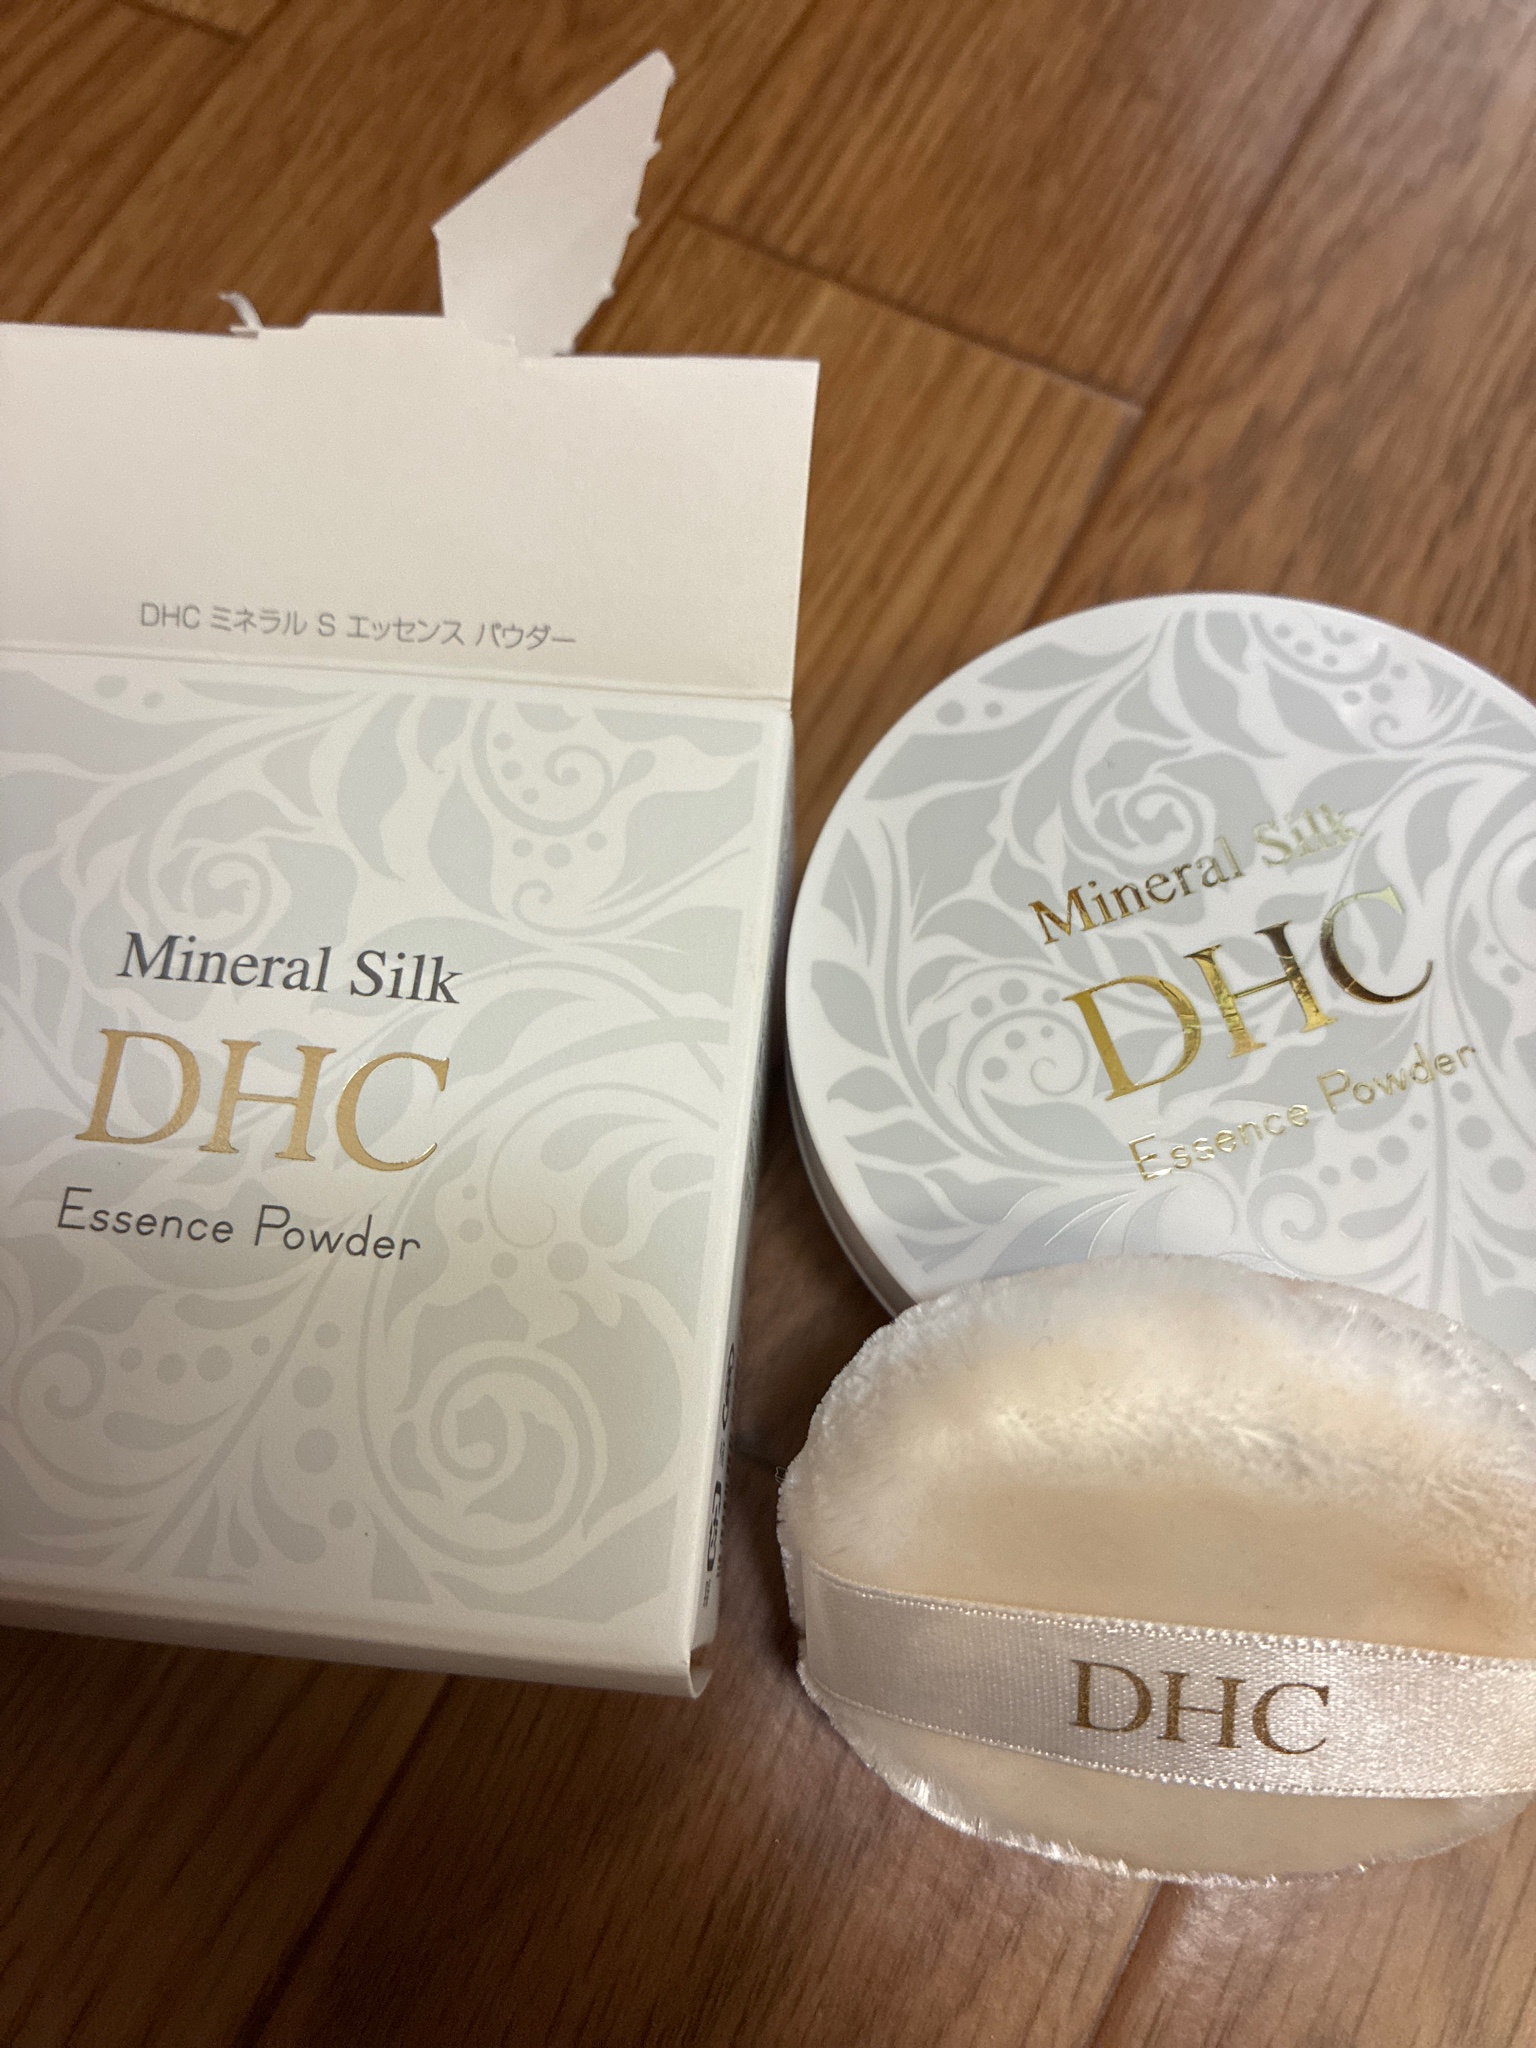 DHC ミネラル S エッセンス パウダー
Mineral Silk
DHC
Essence Powder
Mineral Silk
DHC
Essence Powder
DHC